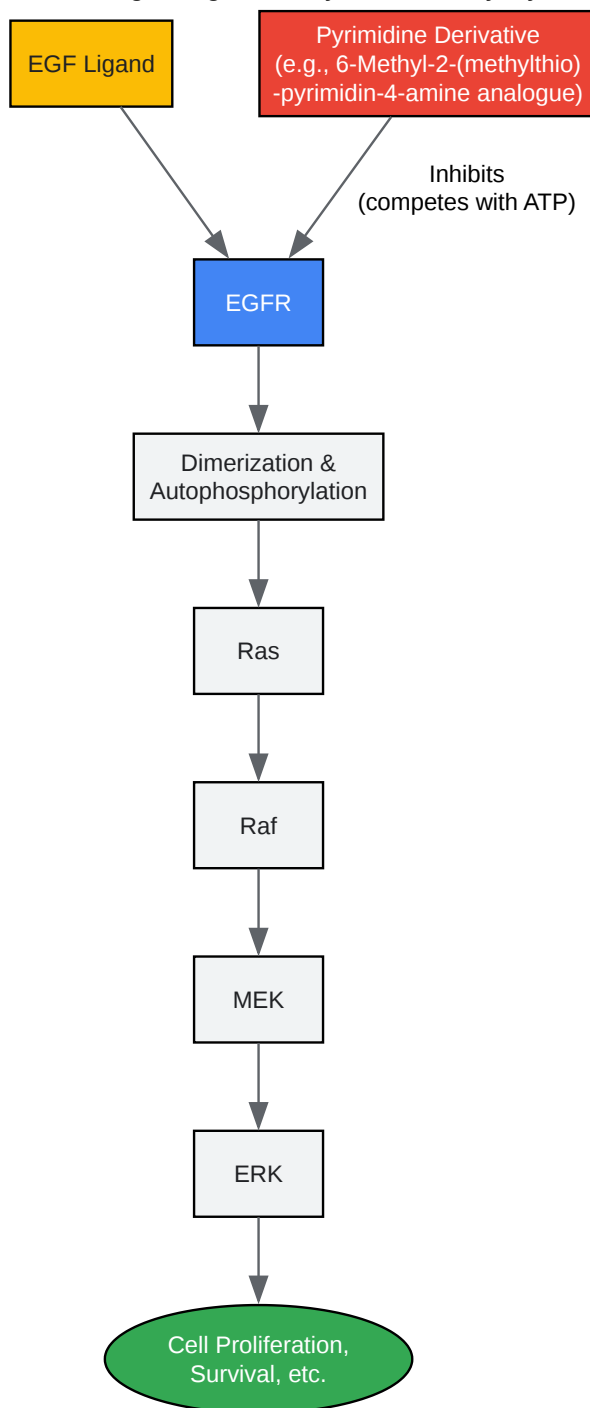 EGF Ligand
Pyrimidine Derivative
(e.g., 6-Methyl-2-(methylthio)
-pyrimidin-4-amine analogue)
Inhibits
(competes with ATP)
EGFR
Dimerization &
Autophosphorylation
Ras
Raf
MEK
ERK
Cell Proliferation,
Survival, etc.